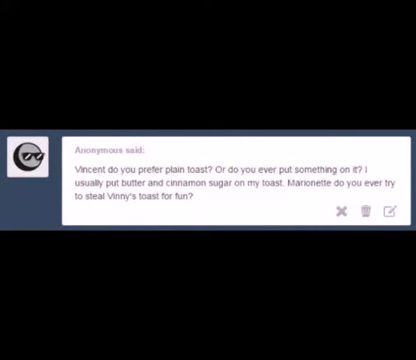 Anonymous said:
Vincent do you prefer plain toast? Or do you ever put something on it? I
usually put butter and cinnamon sugar on my toast. Marionette do you ever try
to steal Vinny's toast for fun?